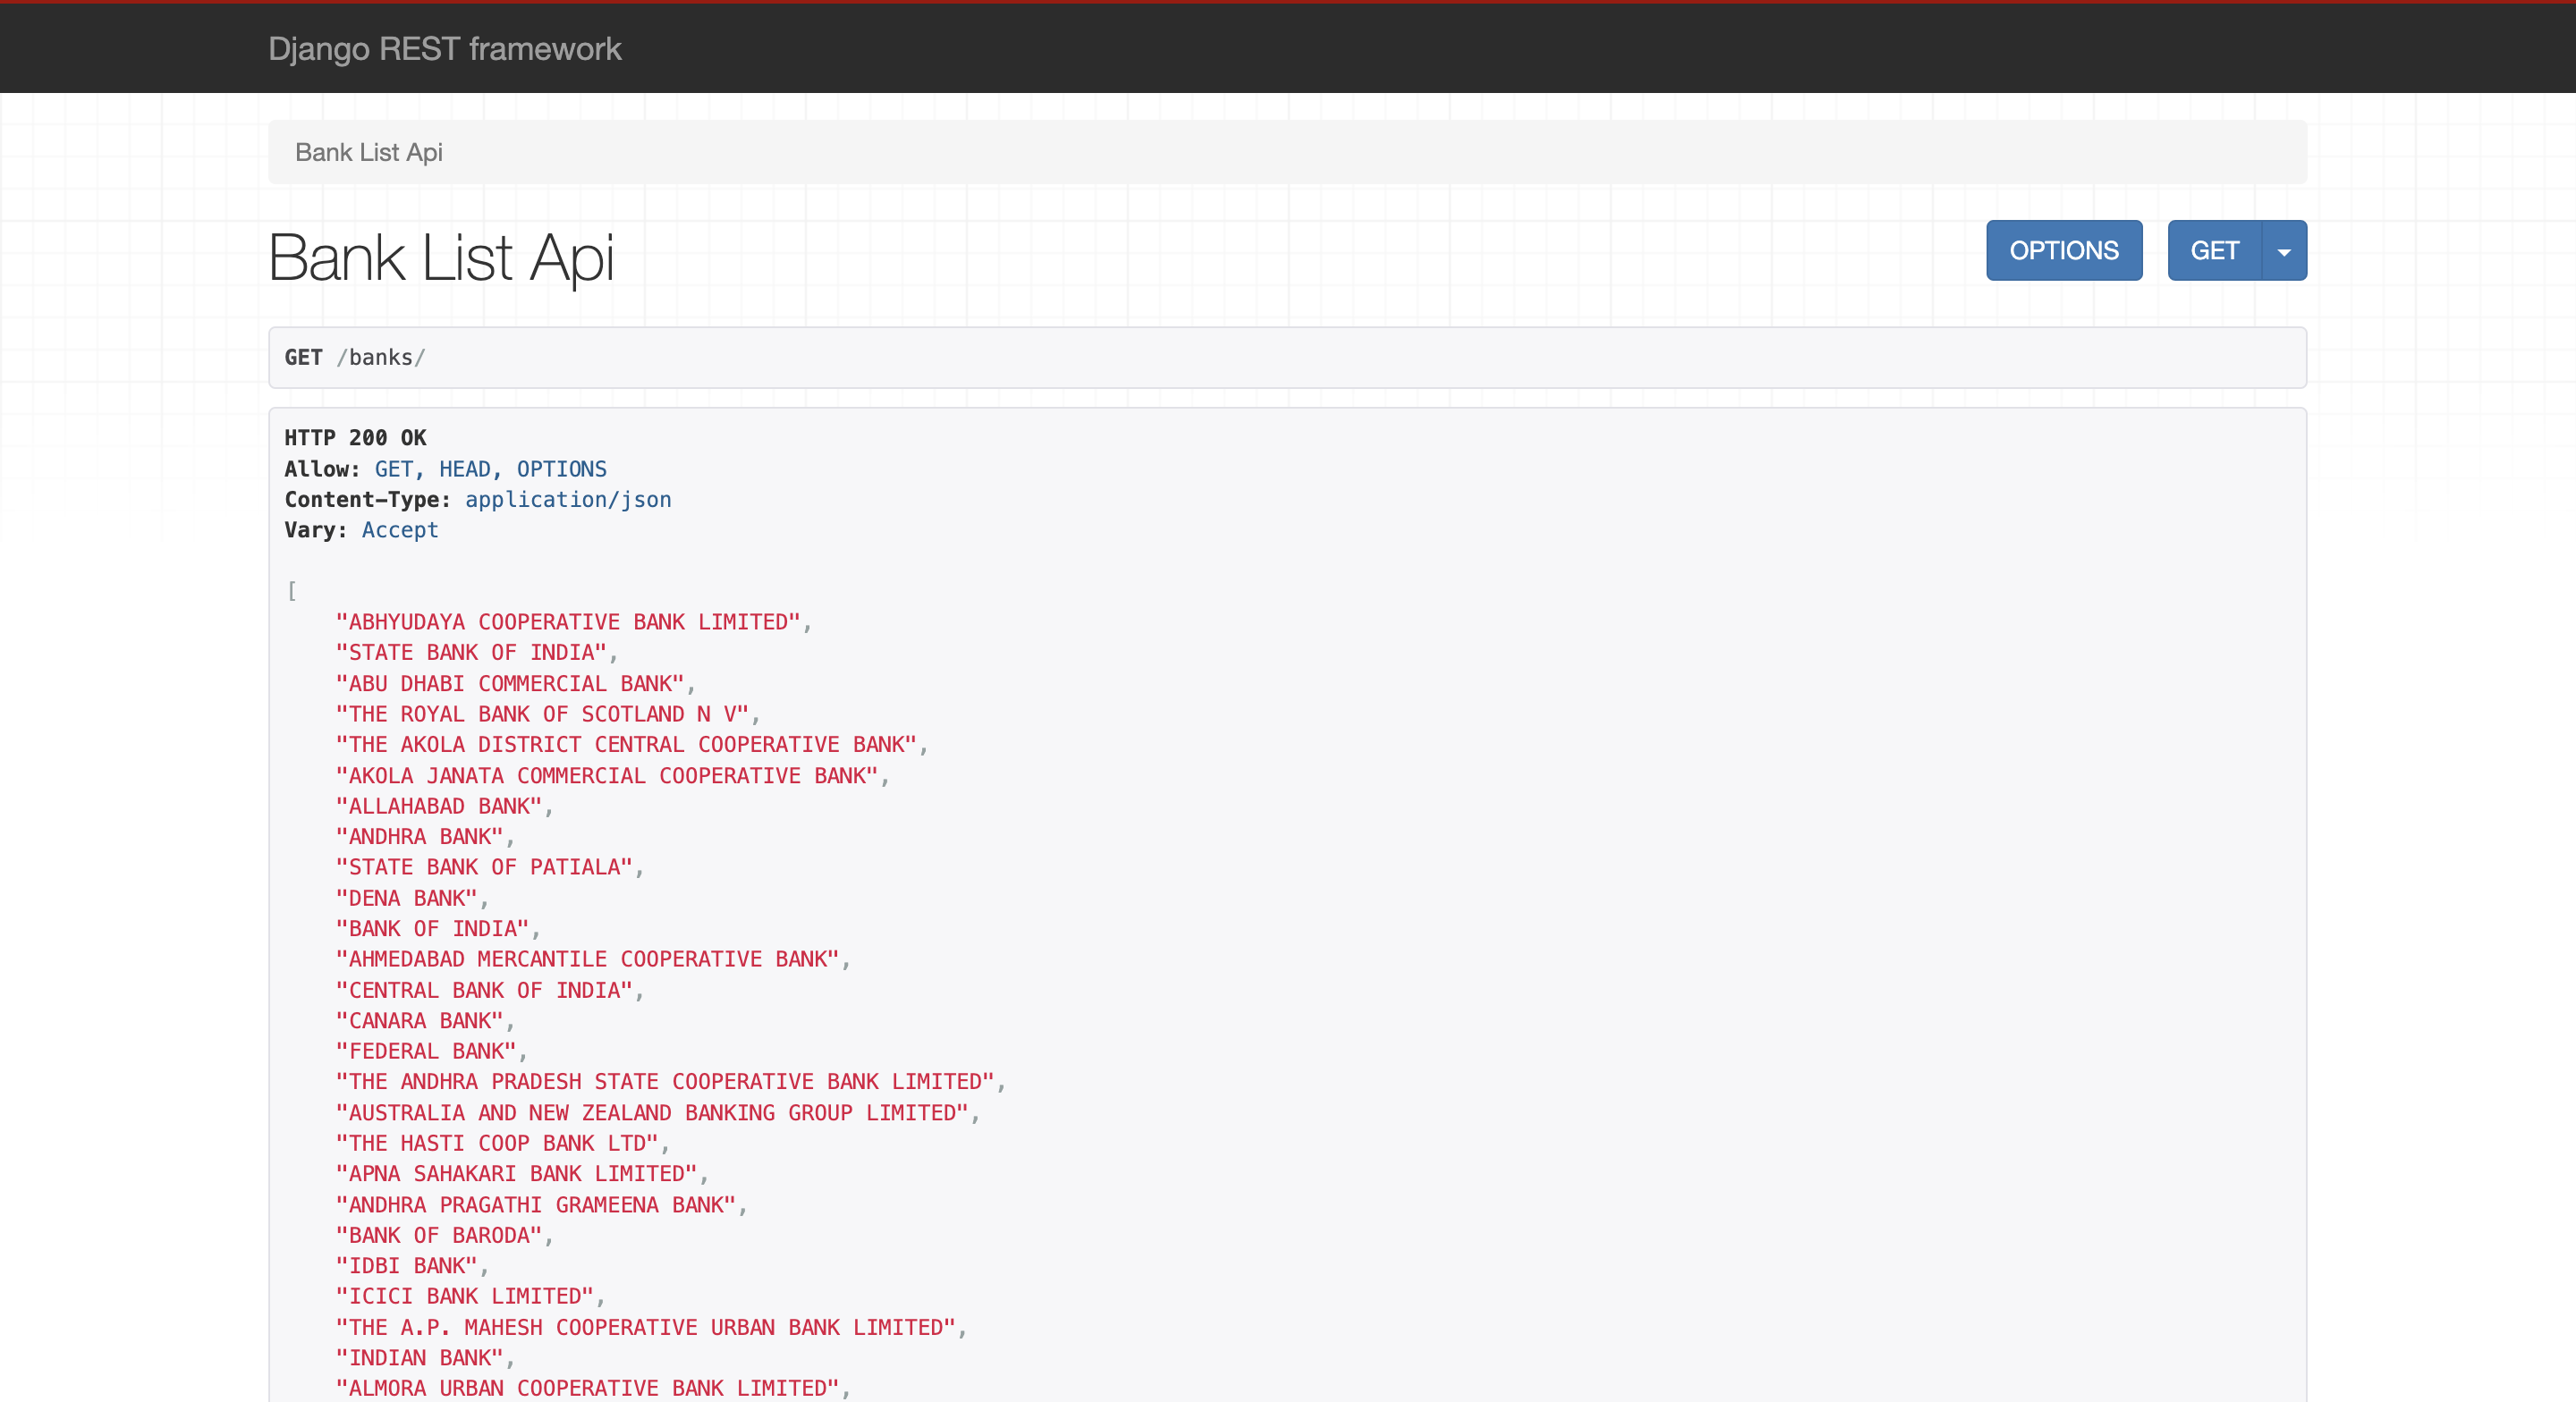 Django REST framework
Bank List Api
Bank List Api
OPTIONS
GET
GET /banks/
HTTP 200 OK
Allow: GET, HEAD, OPTIONS
Content-Type: application/json
Vary: Accept
[
"ABHYUDAYA COOPERATIVE BANK LIMITED",
"STATE BANK OF INDIA",
"ABU DHABI COMMERCIAL BANK",
"THE ROYAL BANK OF SCOTLAND N V",
"THE AKOLA DISTRICT CENTRAL COOPERATIVE BANK",
"AKOLA JANATA COMMERCIAL COOPERATIVE BANK",
"ALLAHABAD BANK",
"ANDHRA BANK",
"STATE BANK OF PATIALA",
"DENA BANK",
"BANK OF INDIA",
"AHMEDABAD MERCANTILE COOPERATIVE BANK",
"CENTRAL BANK OF INDIA",
"CANARA BANK",
"FEDERAL BANK",
"THE ANDHRA PRADESH STATE COOPERATIVE BANK LIMITED",
"AUSTRALIA AND NEW ZEALAND BANKING GROUP LIMITED",
"THE HASTI COOP BANK LTD",
"APNA SAHAKARI BANK LIMITED",
"ANDHRA PRAGATHI GRAMEENA BANK",
"BANK OF BARODA",
"IDBI BANK",
"ICICI BANK LIMITED",
"THE A.P. MAHESH COOPERATIVE URBAN BANK LIMITED",
"INDIAN BANK",
"ALMORA URBAN COOPERATIVE BANK LIMITED",